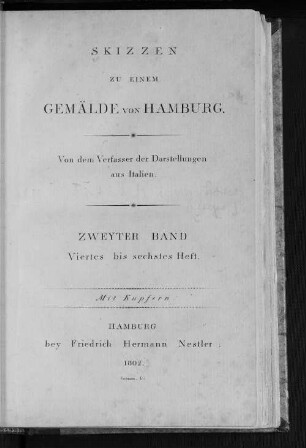 SKIZZEN
ZU EINEM
GEMÄLDE VON HAMBURG.
Von dem Verfasser der Darstellungen
aus Italien.
ZWEYTER BAND
Viertes bis sechstes Heft.
Mit Kupfern
HAMBURG
bey Friedrich Hermann Nestler.
1802.